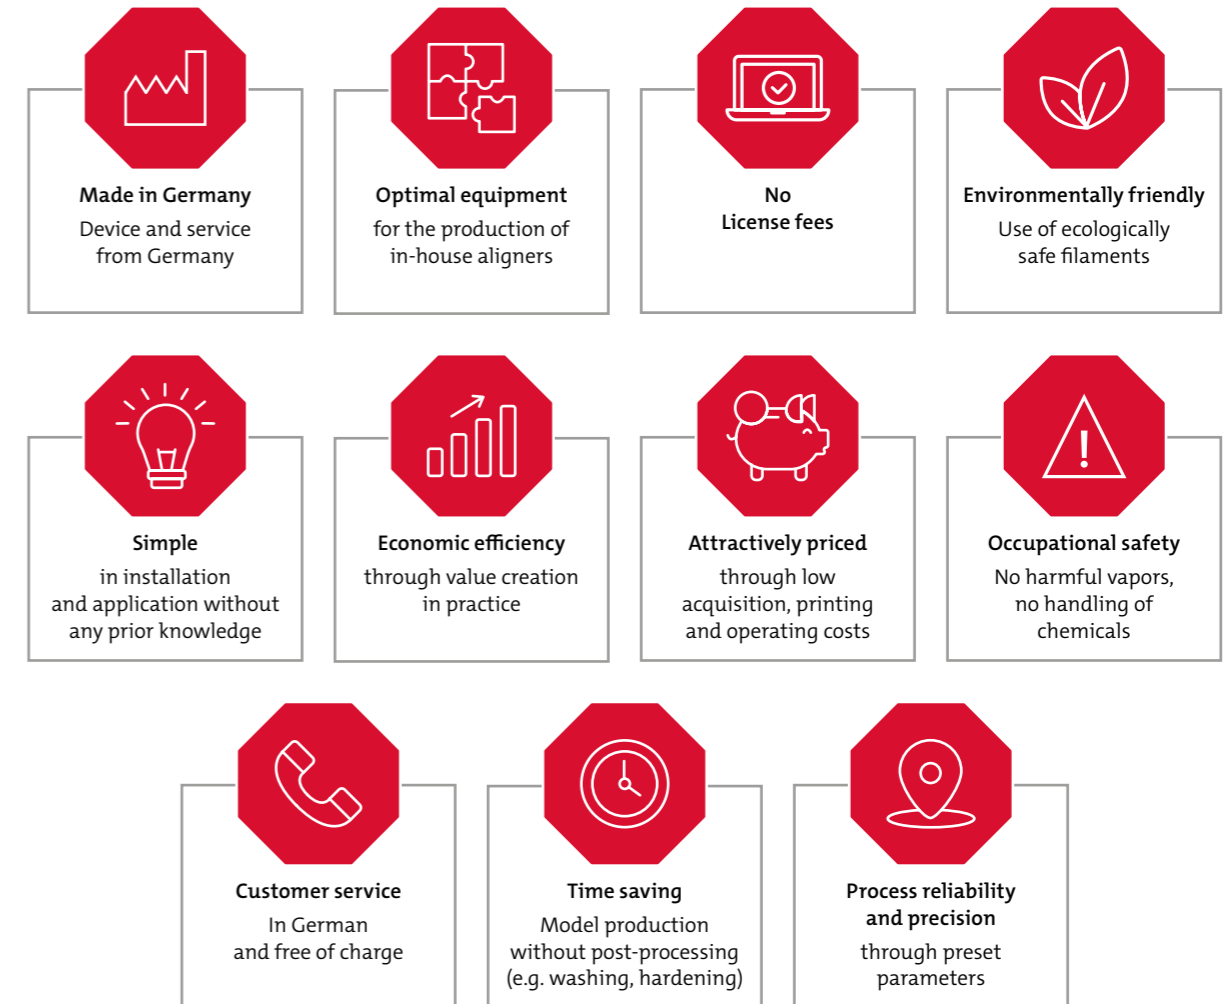 Made in Germany
Device and service
from Germany
Optimal equipment
for the production of
in-house aligners
No
License fees
Environmentally friendly
Use of ecologically
safe filaments
Simple
in installation
and application without
any prior knowledge
Economic efficiency
through value creation
in practice
Attractively priced
through low
acquisition, printing
and operating costs
Occupational safety
No harmful vapors,
no handling of
chemicals
Customer service
In German
and free of charge
Time saving
Model production
without post-processing
(e.g. washing, hardening)
Process reliability
and precision
through preset
parameters